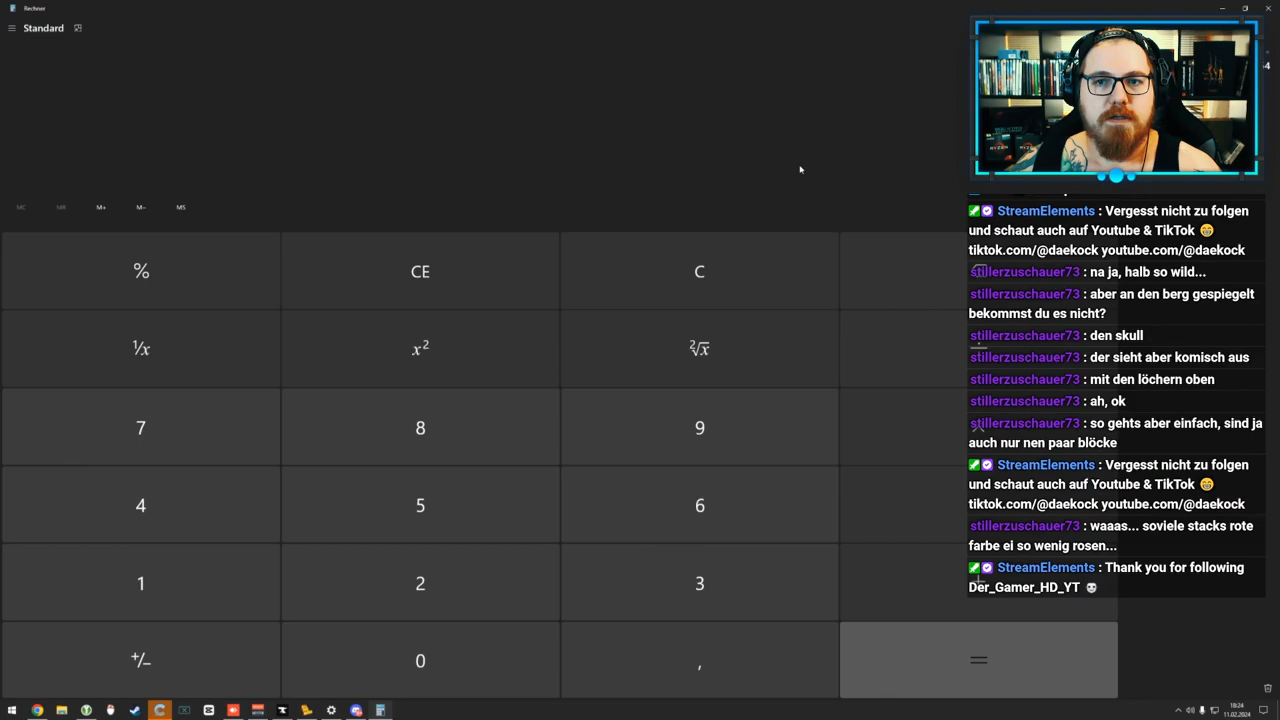 Rechner
Standard
-4
MC
MR
M+
M-
MS
%
CE
C
¹/x
x²
²√x
7
8
9
4
5
6
1
2
3
+/-
0
,
=
StreamElements : Vergesst nicht zu folgen
und schaut auch auf Youtube & TikTok 😁
tiktok.com/@daekock youtube.com/@daekock
stillerzuschauer73 : na ja, halb so wild...
stillerzuschauer73 : aber an den berg gespiegelt
bekommst du es nicht?
stillerzuschauer73 : den skull
stillerzuschauer73 : der sieht aber komisch aus
stillerzuschauer73 : mit den löchern oben
stillerzuschauer73 : ah, ok
stillerzuschauer73 : so gehts aber einfach, sind ja
auch nur nen paar blöcke
StreamElements : Vergesst nicht zu folgen
und schaut auch auf Youtube & TikTok 😁
tiktok.com/@daekock youtube.com/@daekock
stillerzuschauer73 : waaas... soviele stacks rote
farbe ei so wenig rosen...
StreamElements : Thank you for following
Der_Gamer_HD_YT
18:24
11.02.2024